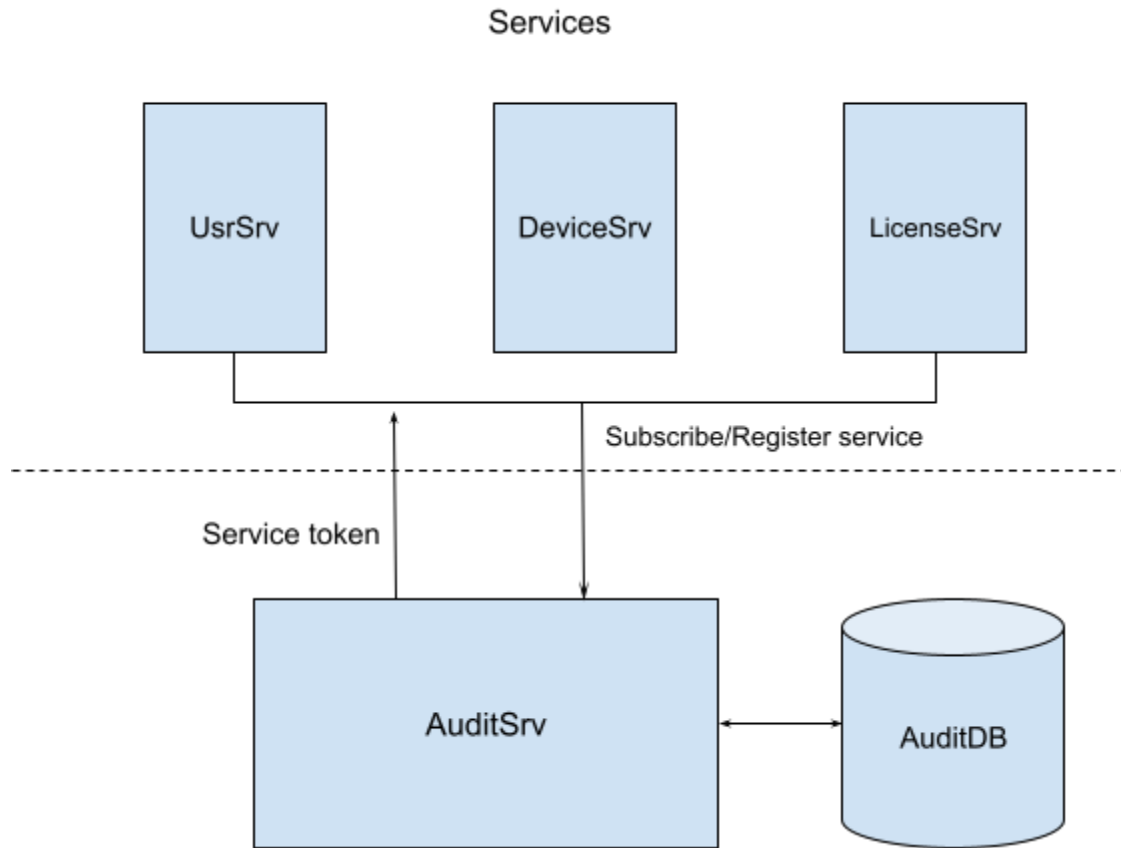 Services
UsrSrv
DeviceSrv
LicenseSrv
Subscribe/Register service
Service token
AuditSrv
AuditDB